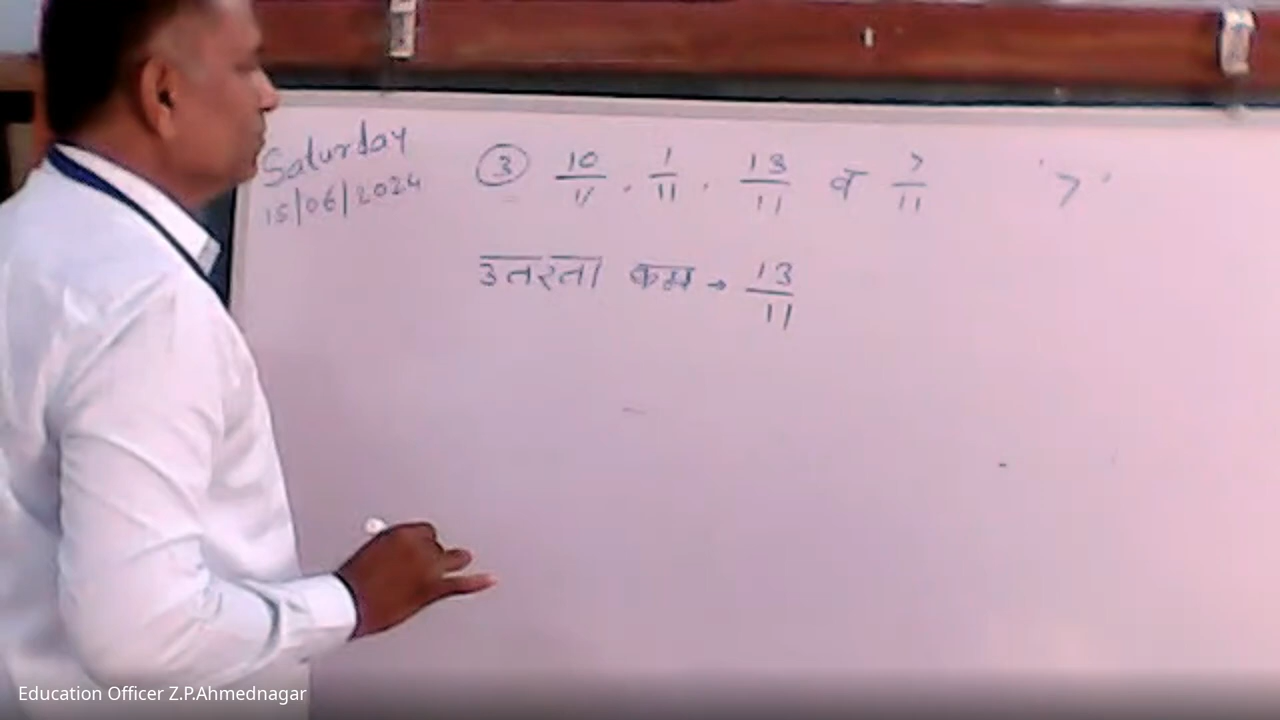 Saturday
15/06/2024
③ 10/11, 1/11, 13/11 व 7/11 '>'
उतरता क्रम → 13/11
Education Officer Z.P.Ahmednagar